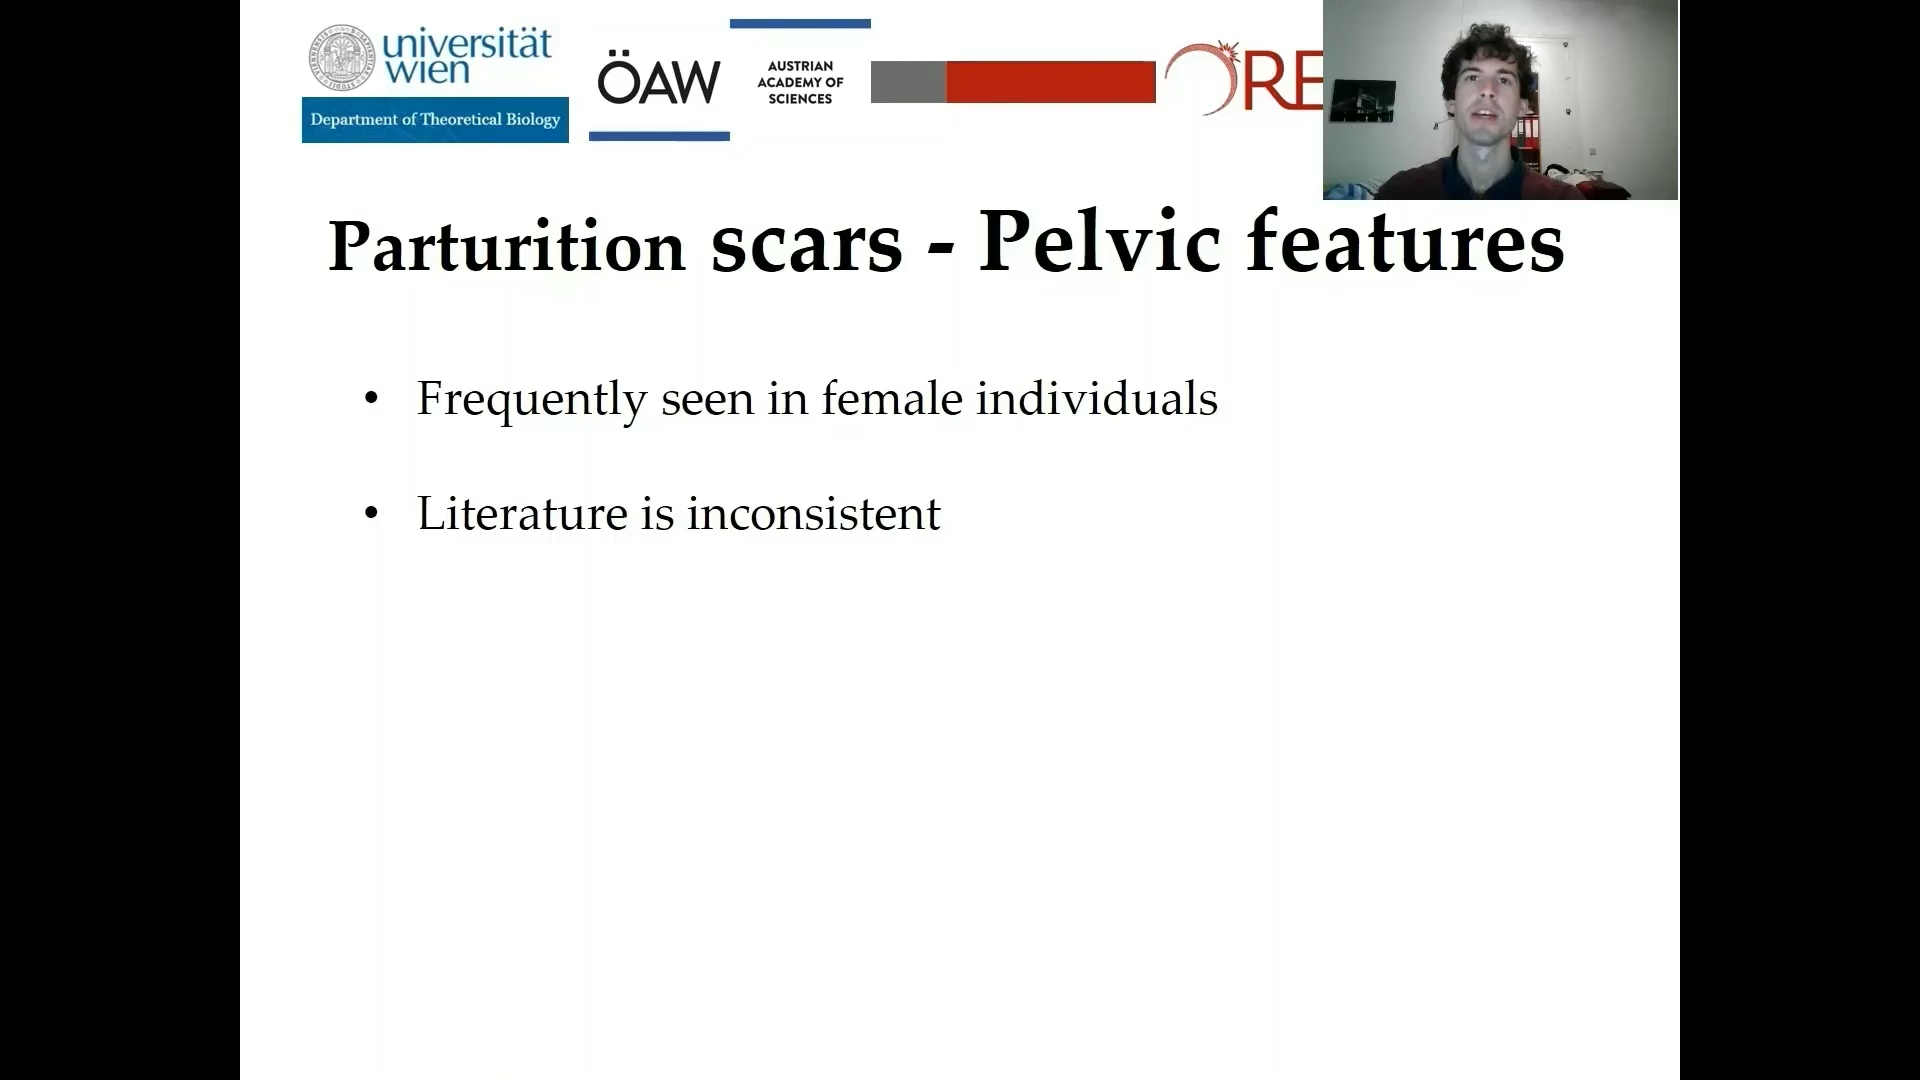 universität
wien
Department of Theoretical Biology
ÖAW
AUSTRIAN
ACADEMY OF
SCIENCES
Parturition scars - Pelvic features
• Frequently seen in female individuals
• Literature is inconsistent